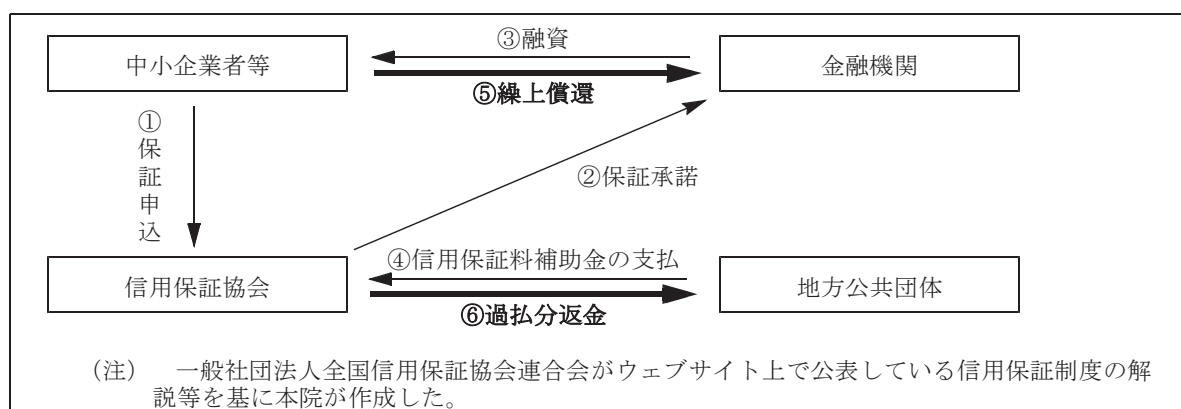 ③融資
中小企業者等
金融機関
⑤繰上償還
①保証申込
②保証承諾
④信用保証料補助金の支払
信用保証協会
地方公共団体
⑥過払分返金
（注）　一般社団法人全国信用保証協会連合会がウェブサイト上で公表している信用保証制度の解
説等を基に本院が作成した。